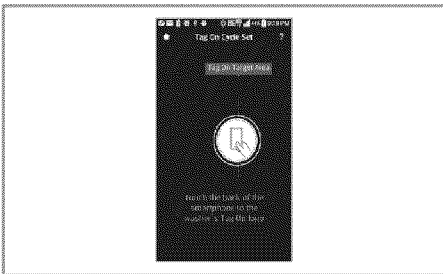 Tag On Cycle Set ?
Tag On Target Area
Touch the back of the
smartphone to the
washer's Tag On logo